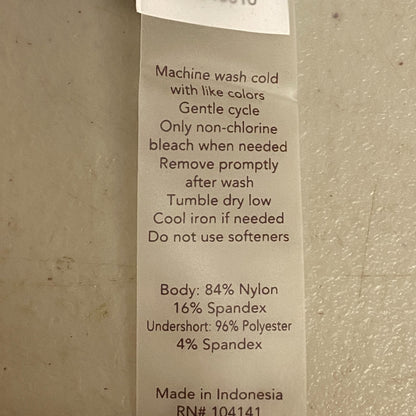 Machine wash cold
with like colors
Gentle cycle
Only non-chlorine
bleach when needed
Remove promptly
after wash
Tumble dry low
Cool iron if needed
Do not use softeners
Body: 84% Nylon
16% Spandex
Undershort: 96% Polyester
4% Spandex
Made in Indonesia
RN# 104141